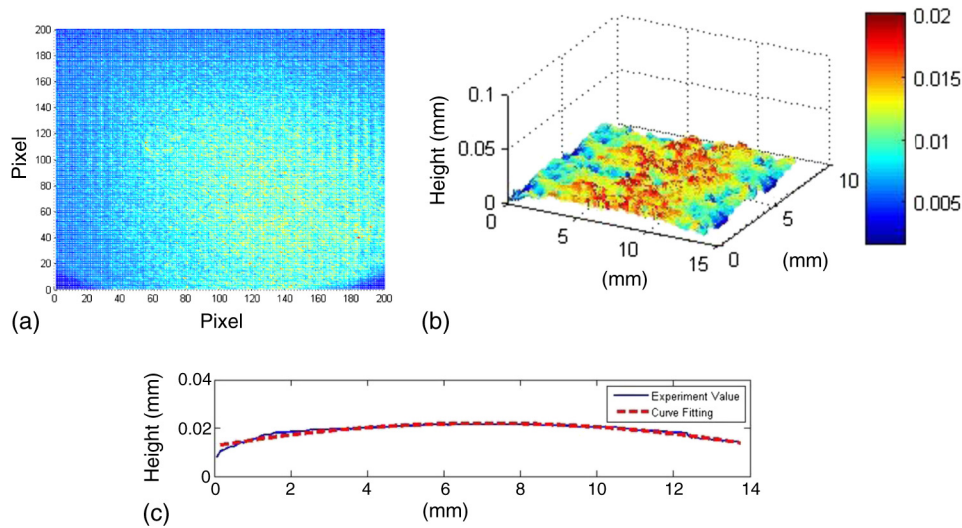 200
180
160
140
120
100
80
60
40
20
0
Pixel
0 20 40 60 80 100 120 140 160 180 200
Pixel
(a)
0.1
0.05
0
Height (mm)
0 5 10 15
(mm)
0 5 10
(mm)
0.02
0.015
0.01
0.005
(b)
0.04
0.02
0
Height (mm)
Experiment Value
Curve Fitting
0 2 4 6 8 10 12 14
(mm)
(c)